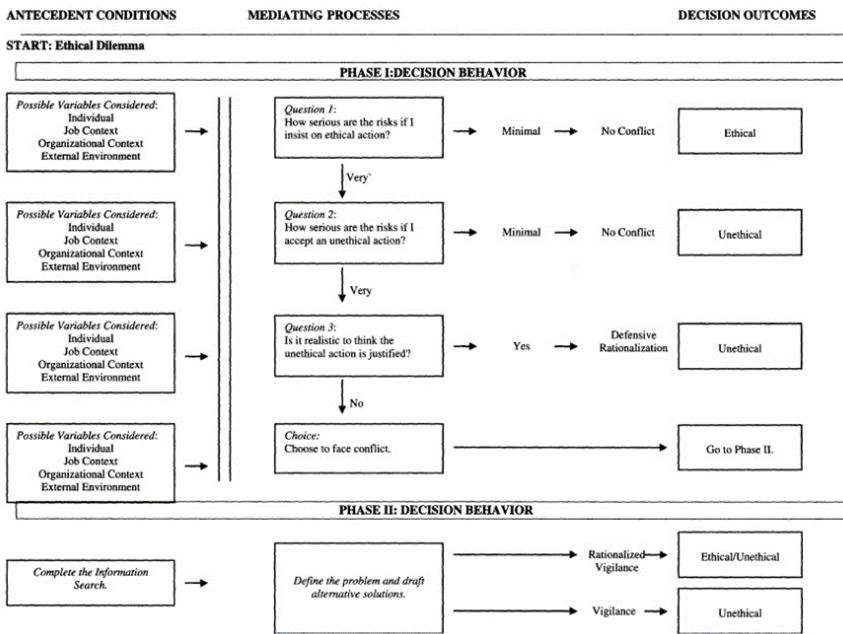 ANTECEDENT CONDITIONS
MEDIATING PROCESSES
DECISION OUTCOMES
START: Ethical Dilemma
PHASE I:DECISION BEHAVIOR
Possible Variables Considered:
Individual
Job Context
Organizational Context
External Environment
Question 1:
How serious are the risks if I
insist on ethical action?
Minimal
No Conflict
Ethical
Very`
Possible Variables Considered:
Individual
Job Context
Organizational Context
External Environment
Question 2:
How serious are the risks if I
accept an unethical action?
Minimal
No Conflict
Unethical
Very
Possible Variables Considered:
Individual
Job Context
Organizational Context
External Environment
Question 3:
Is it realistic to think the
unethical action is justified?
Yes
Defensive
Rationalization
Unethical
No
Possible Variables Considered:
Individual
Job Context
Organizational Context
External Environment
Choice:
Choose to face conflict.
Go to Phase II.
PHASE II: DECISION BEHAVIOR
Complete the Information
Search.
Define the problem and draft
alternative solutions.
Rationalized
Vigilance
Ethical/Unethical
Vigilance
Unethical